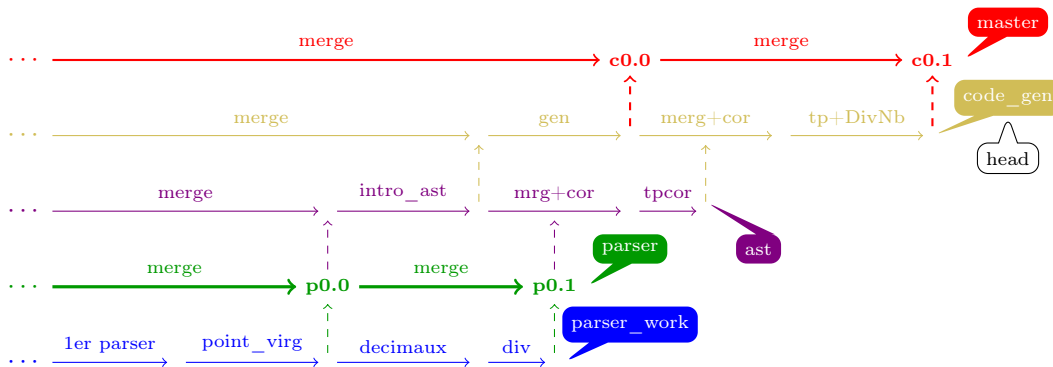 master
merge
merge
... c0.0 c0.1
code_gen
merge gen merg+cor tp+DivNb
...
head
merge intro_ast mrg+cor tpcor
...
parser
ast
merge merge
... p0.0 p0.1
parser_work
1er parser point_virg decimaux div
...